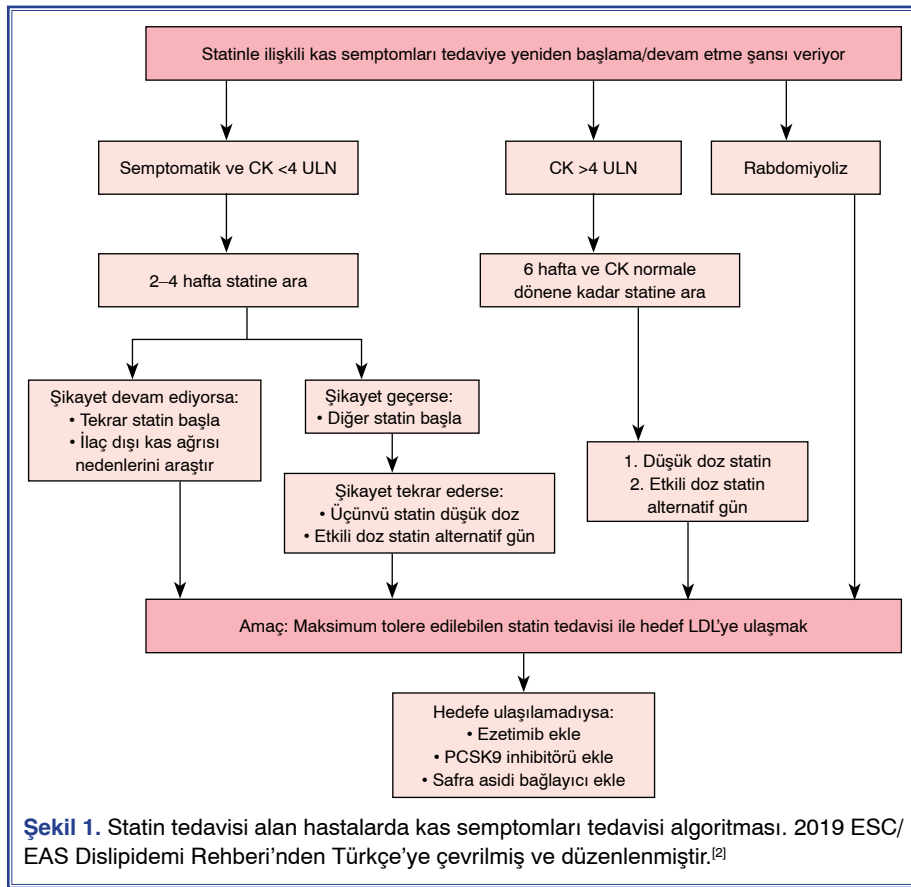 Statinle ilişkili kas semptomları tedaviye yeniden başlama/devam etme şansı veriyor
Semptomatik ve CK <4 ULN
CK >4 ULN
Rabdomiyoliz
2–4 hafta statine ara
6 hafta ve CK normale
dönene kadar statine ara
Şikayet devam ediyorsa:
• Tekrar statin başla
• İlaç dışı kas ağrısı
nedenlerini araştır
Şikayet geçerse:
• Diğer statin başla
Şikayet tekrar ederse:
• Üçünvü statin düşük doz
• Etkili doz statin alternatif gün
1. Düşük doz statin
2. Etkili doz statin
alternatif gün
Amaç: Maksimum tolere edilebilen statin tedavisi ile hedef LDL'ye ulaşmak
Hedefe ulaşılamadıysa:
• Ezetimib ekle
• PCSK9 inhibitörü ekle
• Safra asidi bağlayıcı ekle
Şekil 1. Statin tedavisi alan hastalarda kas semptomları tedavisi algoritması. 2019 ESC/
EAS Dislipidemi Rehberi'nden Türkçe'ye çevrilmiş ve düzenlenmiştir.[2]